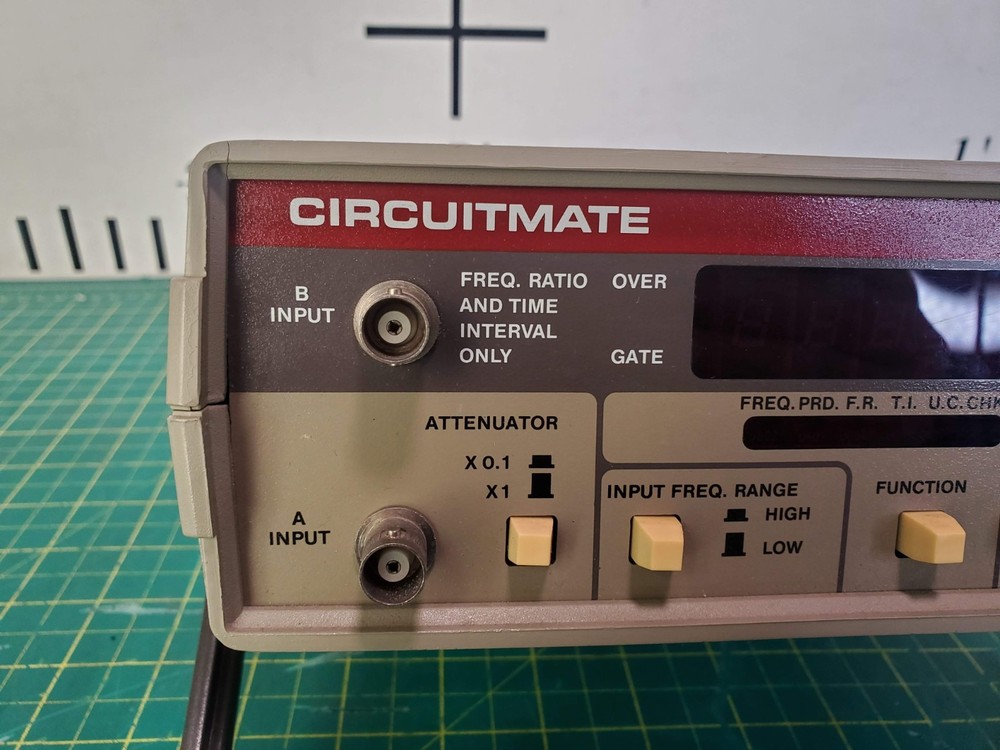 CIRCUITMATE
B
INPUT
FREQ. RATIO
AND TIME
INTERVAL
ONLY
OVER
GATE
FREQ. PRD. F.R. T.I. U.C. CHK
ATTENUATOR
X 0.1
X 1
A
INPUT
INPUT FREQ. RANGE
HIGH
LOW
FUNCTION